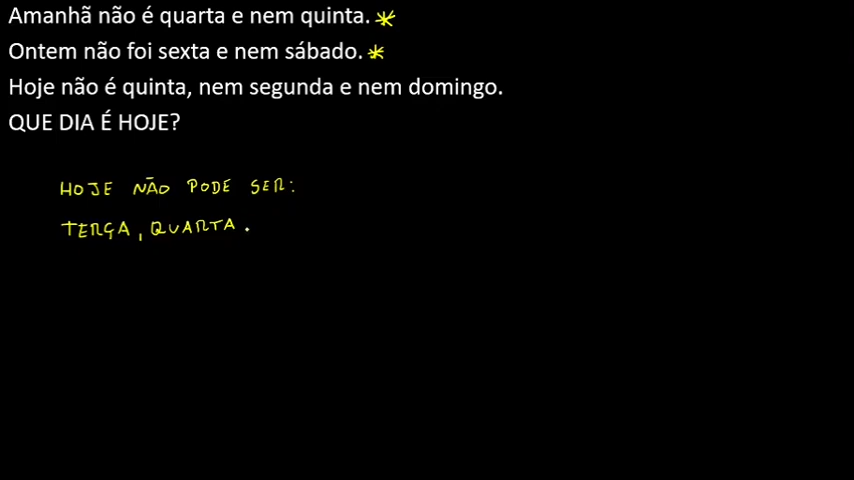 Amanhã não é quarta e nem quinta. *
Ontem não foi sexta e nem sábado. *
Hoje não é quinta, nem segunda e nem domingo.
QUE DIA É HOJE?
HOJE NÃO PODE SER:
TERÇA, QUARTA.